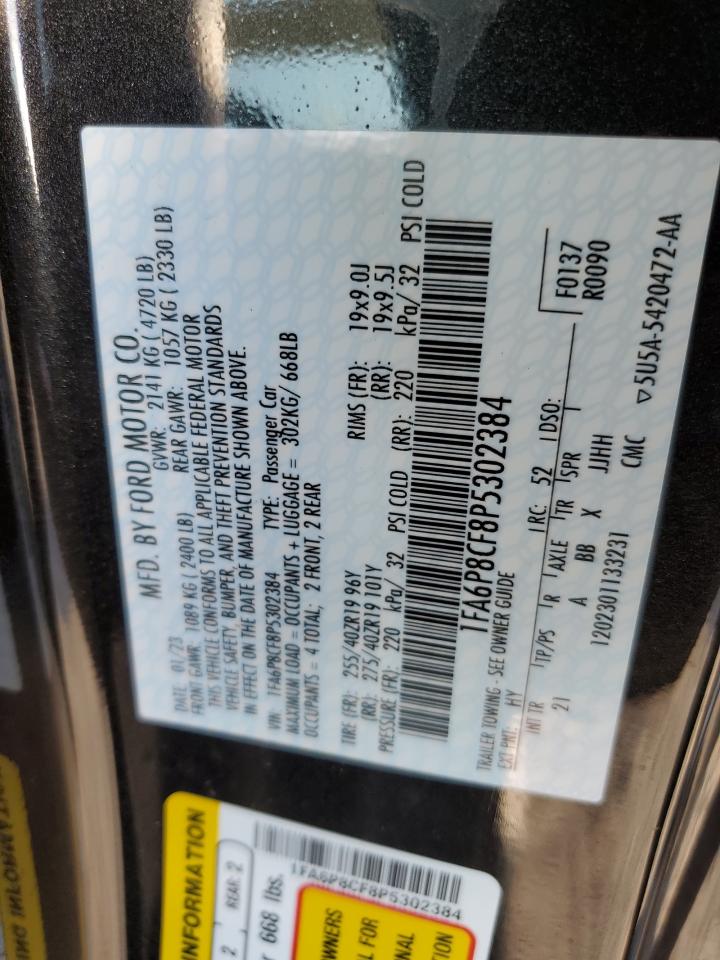 MFD. BY FORD MOTOR CO.
DATE 01/23 GVWR: 2141 KG ( 4720 LB)
FRONT GAWR: 1089 KG ( 2400 LB) REAR GAWR: 1057 KG ( 2330 LB)
THIS VEHICLE CONFORMS TO ALL APPLICABLE FEDERAL MOTOR
VEHICLE SAFETY, BUMPER, AND THEFT PREVENTION STANDARDS
IN EFFECT ON THE DATE OF MANUFACTURE SHOWN ABOVE.
VIN: 1FA6P8CF8P5302384 TYPE: Passenger Car
MAXIMUM LOAD = OCCUPANTS + LUGGAGE = 302KG/ 668LB
OCCUPANTS = 4 TOTAL; 2 FRONT, 2 REAR
TIRE (FR): 255/40ZR19 96Y RIMS (FR): 19x9.0J
(RR): 275/40ZR19 101Y (RR): 19x9.5J
PRESSURE (FR): 220 kPa/ 32 PSI COLD (RR): 220 kPa/ 32 PSI COLD
1FA6P8CF8P5302384
TRAILER TOWING - SEE OWNER GUIDE
EXT PNT: HY RC: 52 DSO:
INT TR TP/PS R AXLE TR SPR F0137
21 A BB X JJHH R0090
1202301133231 CMC ▽5U5A-5420472-AA
INFORMATION
2 REAR: 2
668 lbs.
1FA6P8CF8P5302384
OWNERS
FOR